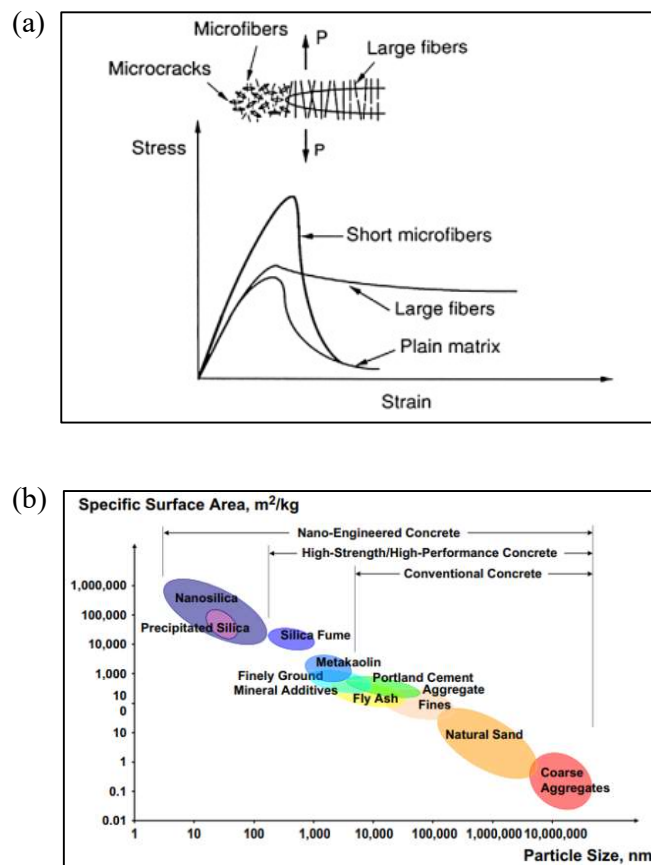 (a)
Microfibers
P
Large fibers
Microcracks
P
Stress
Short microfibers
Large fibers
Plain matrix
Strain
(b)
Specific Surface Area, m²/kg
Nano-Engineered Concrete
High-Strength/High-Performance Concrete
Conventional Concrete
1,000,000
Nanosilica
100,000
Precipitated Silica
Silica Fume
10,000
Metakaolin
1,000
Finely Ground
Mineral Additives
Portland Cement
10
0
Fly Ash
Aggregate
Fines
10
Natural Sand
1
Coarse
Aggregates
0.1
0.01
1
10
100
1,000
10,000
100,000
1,000,000
10,000,000
Particle Size, nm